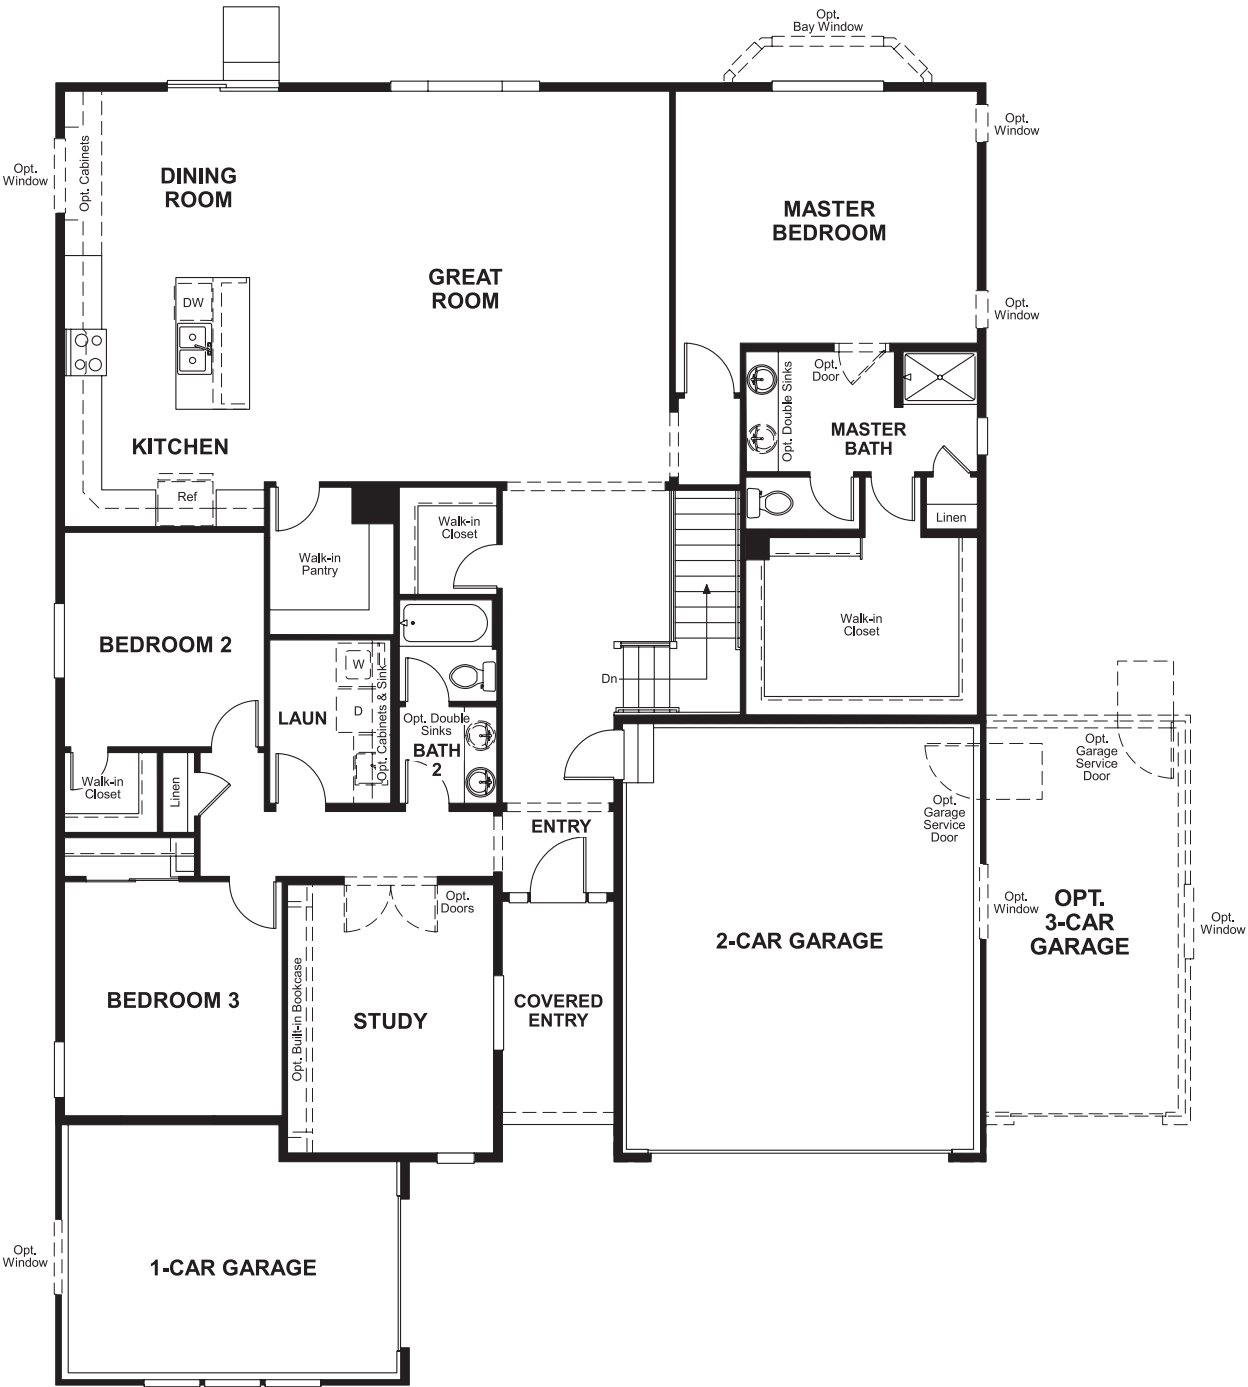 Opt.
Bay Window
Opt.
Window
Opt.
Window
Opt. Cabinets
DINING
ROOM
MASTER
BEDROOM
GREAT
ROOM
DW
Opt.
Window
Opt.
Door
Opt. Double Sinks
MASTER
BATH
KITCHEN
Ref
Walk-in
Closet
Linen
Walk-in
Pantry
Walk-in
Closet
BEDROOM 2
W
D
LAUN
Opt. Cabinets & Sink
Opt. Double
Sinks
BATH
2
Dn
Opt.
Garage
Service
Door
Walk-in
Closet
Linen
Opt.
Garage
Service
Door
ENTRY
Opt.
Doors
Opt.
Window
OPT.
3-CAR
GARAGE
Opt.
Window
2-CAR GARAGE
BEDROOM 3
Opt. Built-in Bookcase
STUDY
COVERED
ENTRY
Opt.
Window
1-CAR GARAGE